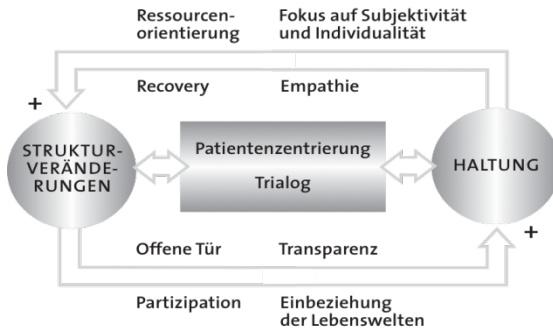 Ressourcen-
orientierung
Fokus auf Subjektivität
und Individualität
Recovery
Empathie
+
STRUKTUR-
VERÄNDE-
RUNGEN
Patientenzentrierung
Trialog
HALTUNG
+
Offene Tür
Transparenz
Partizipation
Einbeziehung
der Lebenswelten